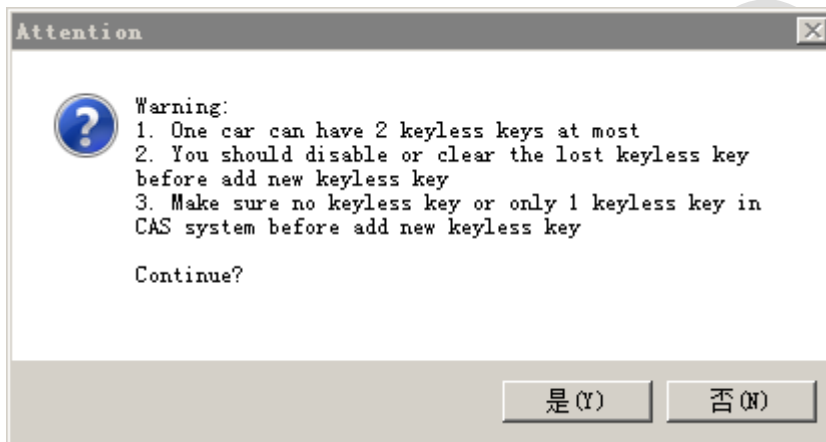 Attention
Warning:
1. One car can have 2 keyless keys at most
2. You should disable or clear the lost keyless key
before add new keyless key
3. Make sure no keyless key or only 1 keyless key in
CAS system before add new keyless key
Continue?
是(Y)
否(N)